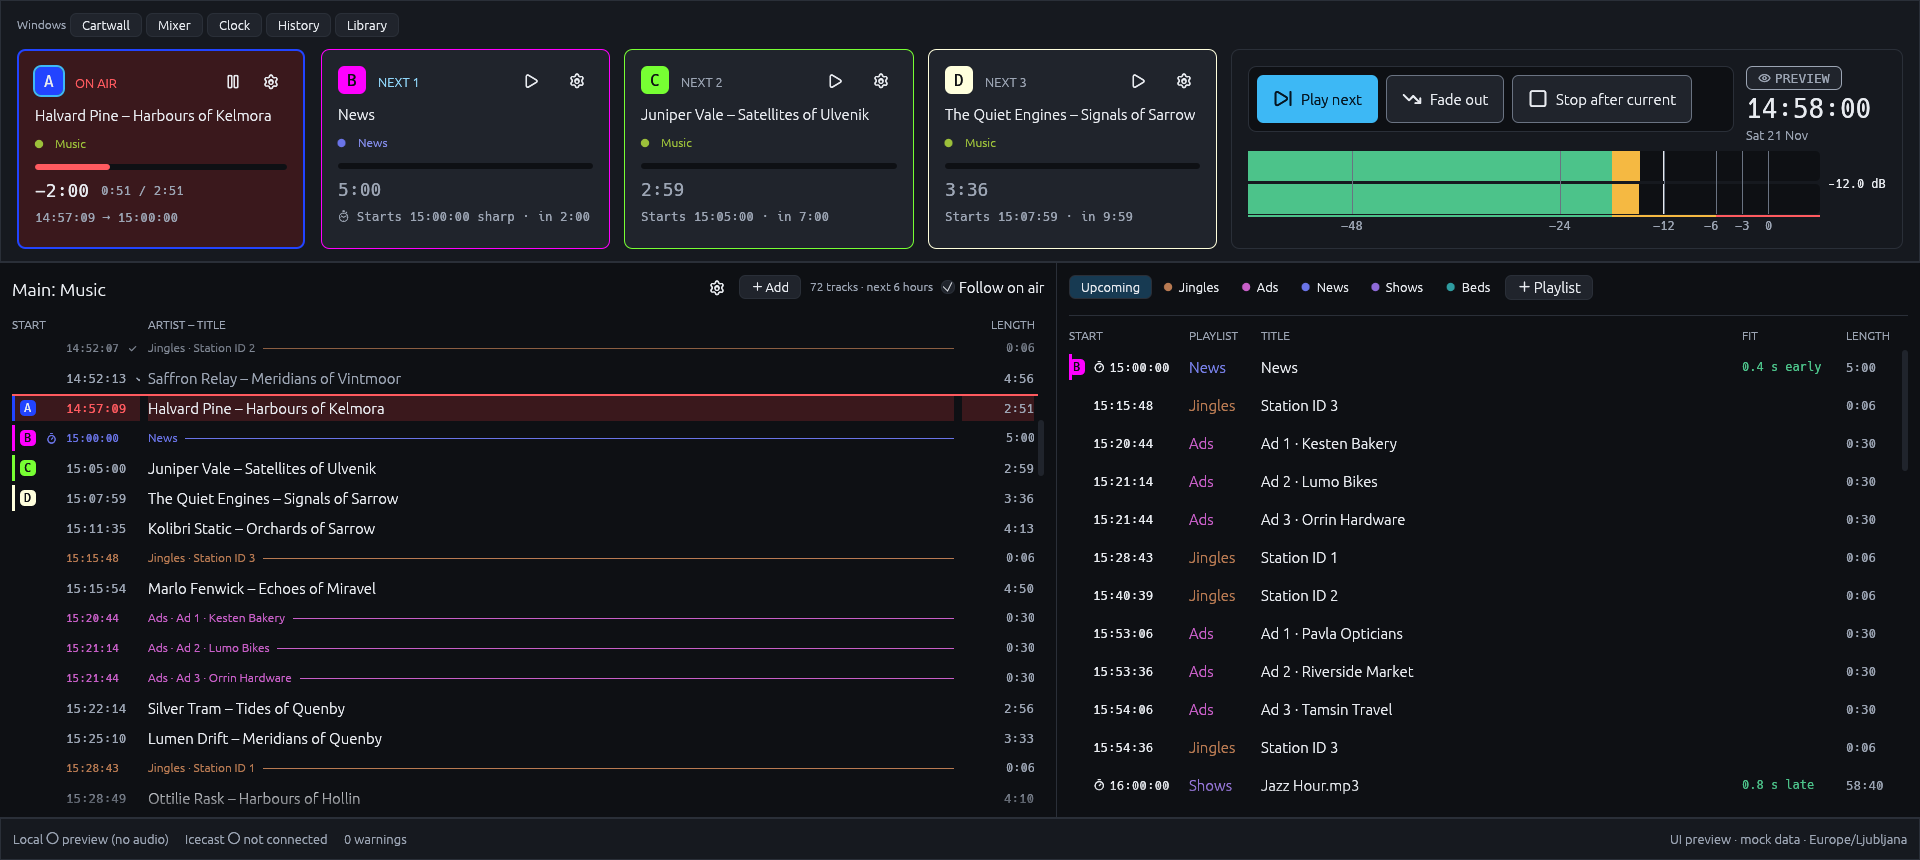 Windows Cartwall Mixer Clock History Library
A ON AIR
Halvard Pine – Harbours of Kelmora
Music
−2:00 0:51 / 2:51
14:57:09 → 15:00:00
B NEXT 1
News
News
5:00
Starts 15:00:00 sharp · in 2:00
C NEXT 2
Juniper Vale – Satellites of Ulvenik
Music
2:59
Starts 15:05:00 · in 7:00
D NEXT 3
The Quiet Engines – Signals of Sarrow
Music
3:36
Starts 15:07:59 · in 9:59
Play next Fade out Stop after current
PREVIEW
14:58:00
Sat 21 Nov
-12.0 dB
−48 −24 −12 −6 −3 0
Main: Music
+ Add 72 tracks · next 6 hours Follow on air
START ARTIST – TITLE LENGTH
14:52:07 Jingles · Station ID 2 0:06
14:52:13 Saffron Relay – Meridians of Vintmoor 4:56
A 14:57:09 Halvard Pine – Harbours of Kelmora 2:51
B 15:00:00 News 5:00
C 15:05:00 Juniper Vale – Satellites of Ulvenik 2:59
D 15:07:59 The Quiet Engines – Signals of Sarrow 3:36
15:11:35 Kolibri Static – Orchards of Sarrow 4:13
15:15:48 Jingles · Station ID 3 0:06
15:15:54 Marlo Fenwick – Echoes of Miravel 4:50
15:20:44 Ads · Ad 1 · Kesten Bakery 0:30
15:21:14 Ads · Ad 2 · Lumo Bikes 0:30
15:21:44 Ads · Ad 3 · Orrin Hardware 0:30
15:22:14 Silver Tram – Tides of Quenby 2:56
15:25:10 Lumen Drift – Meridians of Quenby 3:33
15:28:43 Jingles · Station ID 1 0:06
15:28:49 Ottilie Rask – Harbours of Hollin 4:10
Upcoming Jingles Ads News Shows Beds + Playlist
START PLAYLIST TITLE FIT LENGTH
B 15:00:00 News News 0.4 s early 5:00
15:15:48 Jingles Station ID 3 0:06
15:20:44 Ads Ad 1 · Kesten Bakery 0:30
15:21:14 Ads Ad 2 · Lumo Bikes 0:30
15:21:44 Ads Ad 3 · Orrin Hardware 0:30
15:28:43 Jingles Station ID 1 0:06
15:40:39 Jingles Station ID 2 0:06
15:53:06 Ads Ad 1 · Pavla Opticians 0:30
15:53:36 Ads Ad 2 · Riverside Market 0:30
15:54:06 Ads Ad 3 · Tamsin Travel 0:30
15:54:36 Jingles Station ID 3 0:06
16:00:00 Shows Jazz Hour.mp3 0.8 s late 58:40
Local preview (no audio) Icecast not connected 0 warnings
UI preview · mock data · Europe/Ljubljana